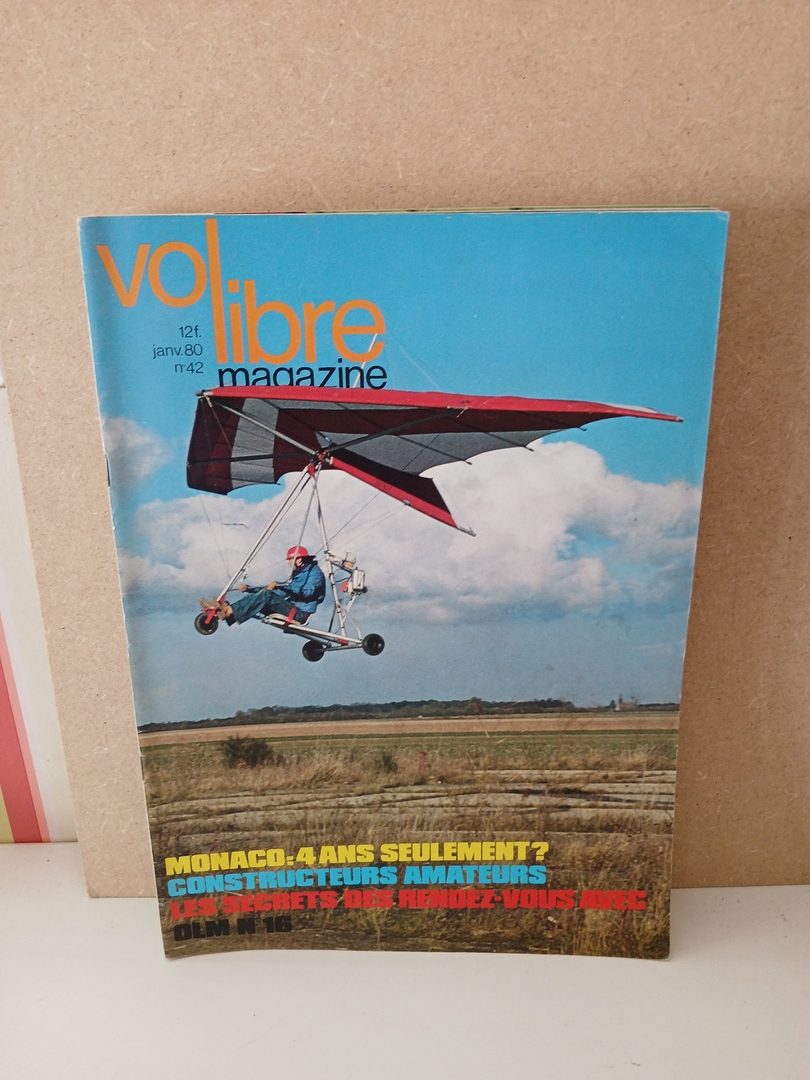 vol libre
magazine
12f.
janv.80
n°42
MONACO: 4 ANS SEULEMENT?
CONSTRUCTEURS AMATEURS
LES SECRETS DES RENDEZ-VOUS AVEC
OLM N°16